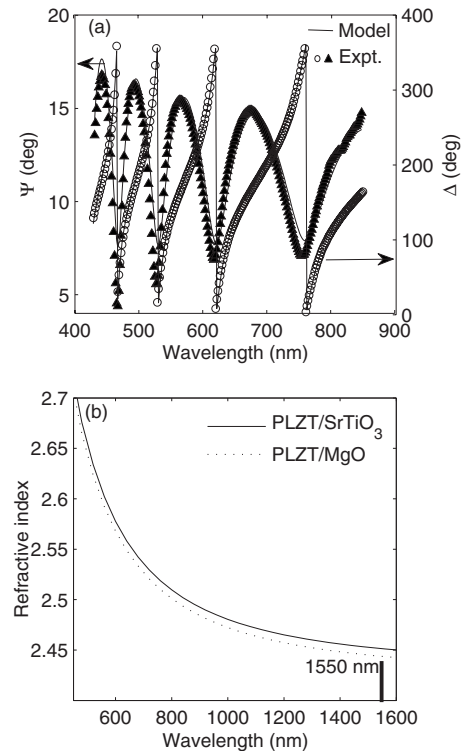 (a)
Model
Expt.
20
15
10
5
400
300
200
100
0
Ψ (deg)
Δ (deg)
400 500 600 700 800 900
Wavelength (nm)
(b)
PLZT/SrTiO3
PLZT/MgO
2.7
2.65
2.6
2.55
2.5
2.45
Refractive index
1550 nm
600 800 1000 1200 1400 1600
Wavelength (nm)